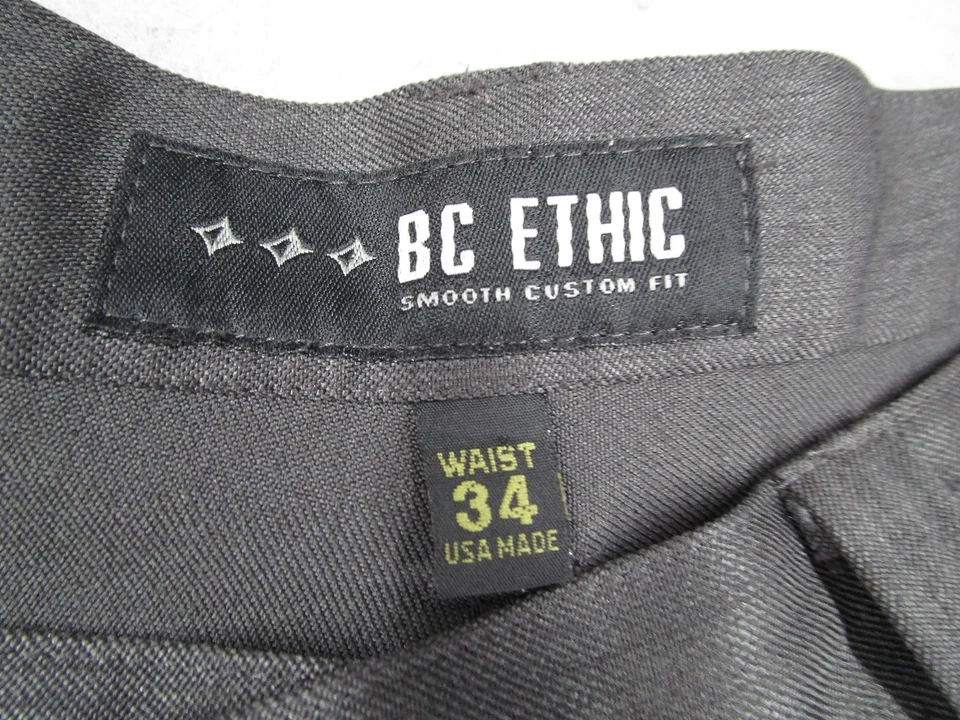 BC ETHIC
SMOOTH CUSTOM FIT
WAIST
34
USA MADE